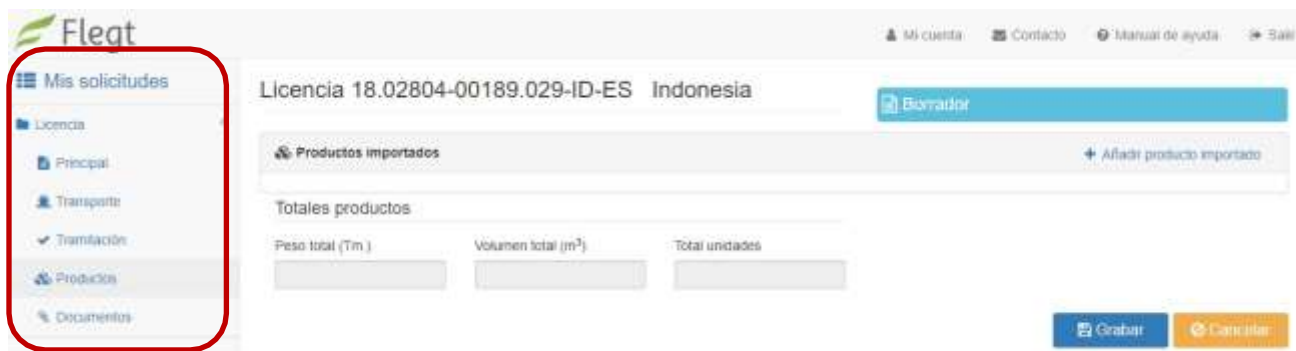 Flegt
Mi cuenta Contacto Manual de ayuda Salir
Mis solicitudes
Licencia 18.02804-00189.029-ID-ES Indonesia
Borrador
Licencia
Principal
Transporte
Tramitación
Productos
Documentos
Productos importados
Añadir producto importado
Totales productos
Peso total (Tm.) Volumen total (m³) Total unidades
Grabar Cancelar